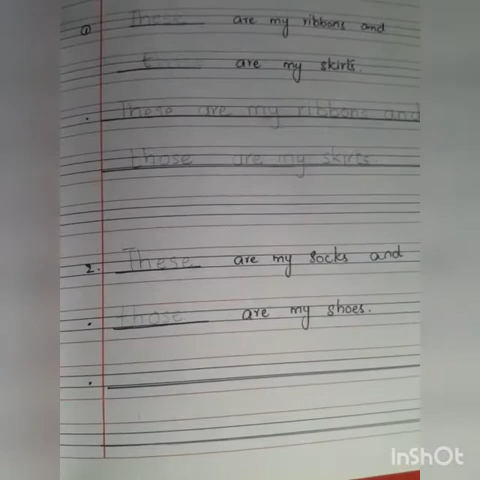 ① These are my ribbons and
th are my skirts.
. These are my ribbons and
those are my skirts
2. These are my socks and
. those are my shoes.
.
InShOt